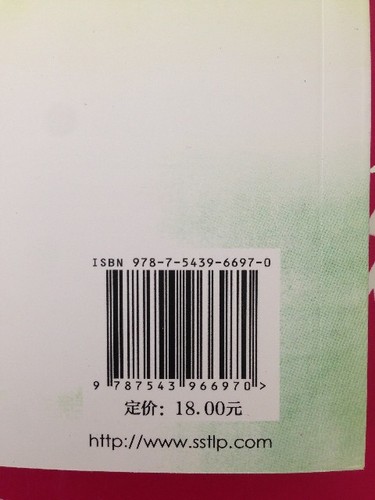 ISBN 978-7-5439-6697-0
9 787543 966970 >
定价: 18.00元
http://www.sstlp.com